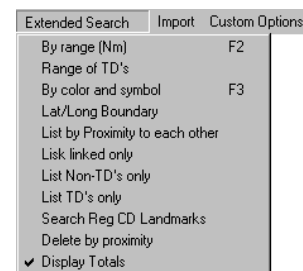 Extended Search Import Custom Options
By range (Nm) F2
Range of TD's
By color and symbol F3
Lat/Long Boundary
List by Proximity to each other
Lisk linked only
List Non-TD's only
List TD's only
Search Reg CD Landmarks
Delete by proximity
✔ Display Totals